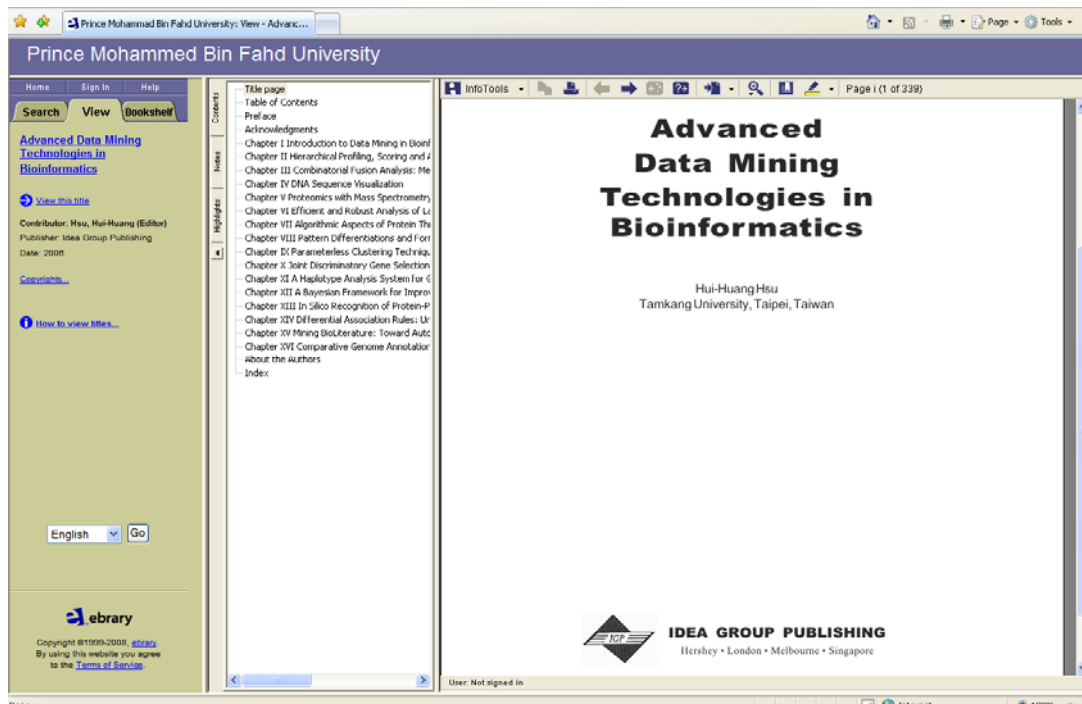 Prince Mohammad Bin Fahd University: View - Advanc...
Page
Tools
Prince Mohammed Bin Fahd University
Home Sign In Help
Search View Bookshelf
Advanced Data Mining
Technologies in
Bioinformatics
View this title
Contributor: Hsu, Hui-Huang (Editor)
Publisher: Idea Group Publishing
Date: 2006
Copyrights...
How to view titles...
English Go
ebrary
Copyright ©1999-2008, ebrary.
By using this website you agree
to the Terms of Service.
Contents
Notes
Highlights
Title page
Table of Contents
Preface
Acknowledgments
Chapter I Introduction to Data Mining in Bioinf
Chapter II Hierarchical Profiling, Scoring and
Chapter III Combinatorial Fusion Analysis: Me
Chapter IV DNA Sequence Visualization
Chapter V Proteomics with Mass Spectrometry
Chapter VI Efficient and Robust Analysis of La
Chapter VII Algorithmic Aspects of Protein Thr
Chapter VIII Pattern Differentiations and For
Chapter IX Parameterless Clustering Techniqu
Chapter X Joint Discriminatory Gene Selection
Chapter XI A Haplotype Analysis System for G
Chapter XII A Bayesian Framework for Improv
Chapter XIII In Silico Recognition of Protein-P
Chapter XIV Differential Association Rules: Un
Chapter XV Mining BioLiterature: Toward Auto
Chapter XVI Comparative Genome Annotation
About the Authors
Index
InfoTools
Page i (1 of 339)
Advanced
Data Mining
Technologies in
Bioinformatics
Hui-Huang Hsu
Tamkang University, Taipei, Taiwan
IGP
IDEA GROUP PUBLISHING
Hershey • London • Melbourne • Singapore
User: Not signed in